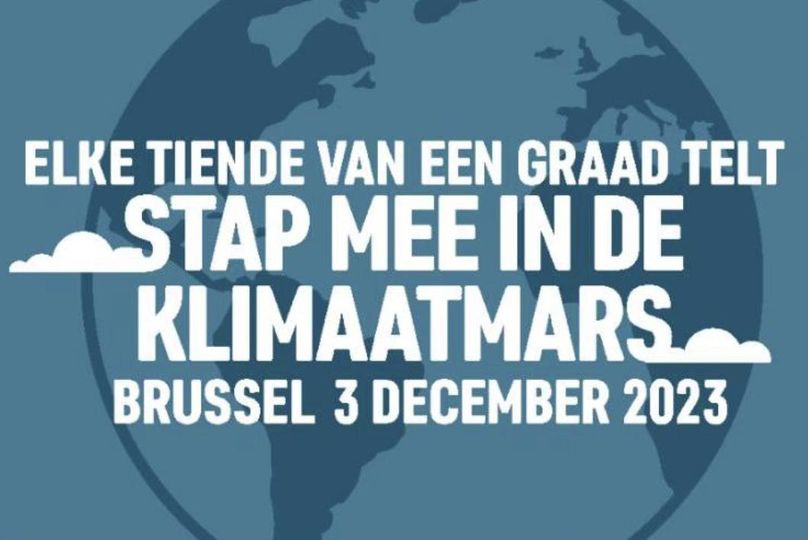 ELKE TIENDE VAN EEN GRAAD TELT
STAP MEE IN DE
KLIMAATMARS
BRUSSEL 3 DECEMBER 2023